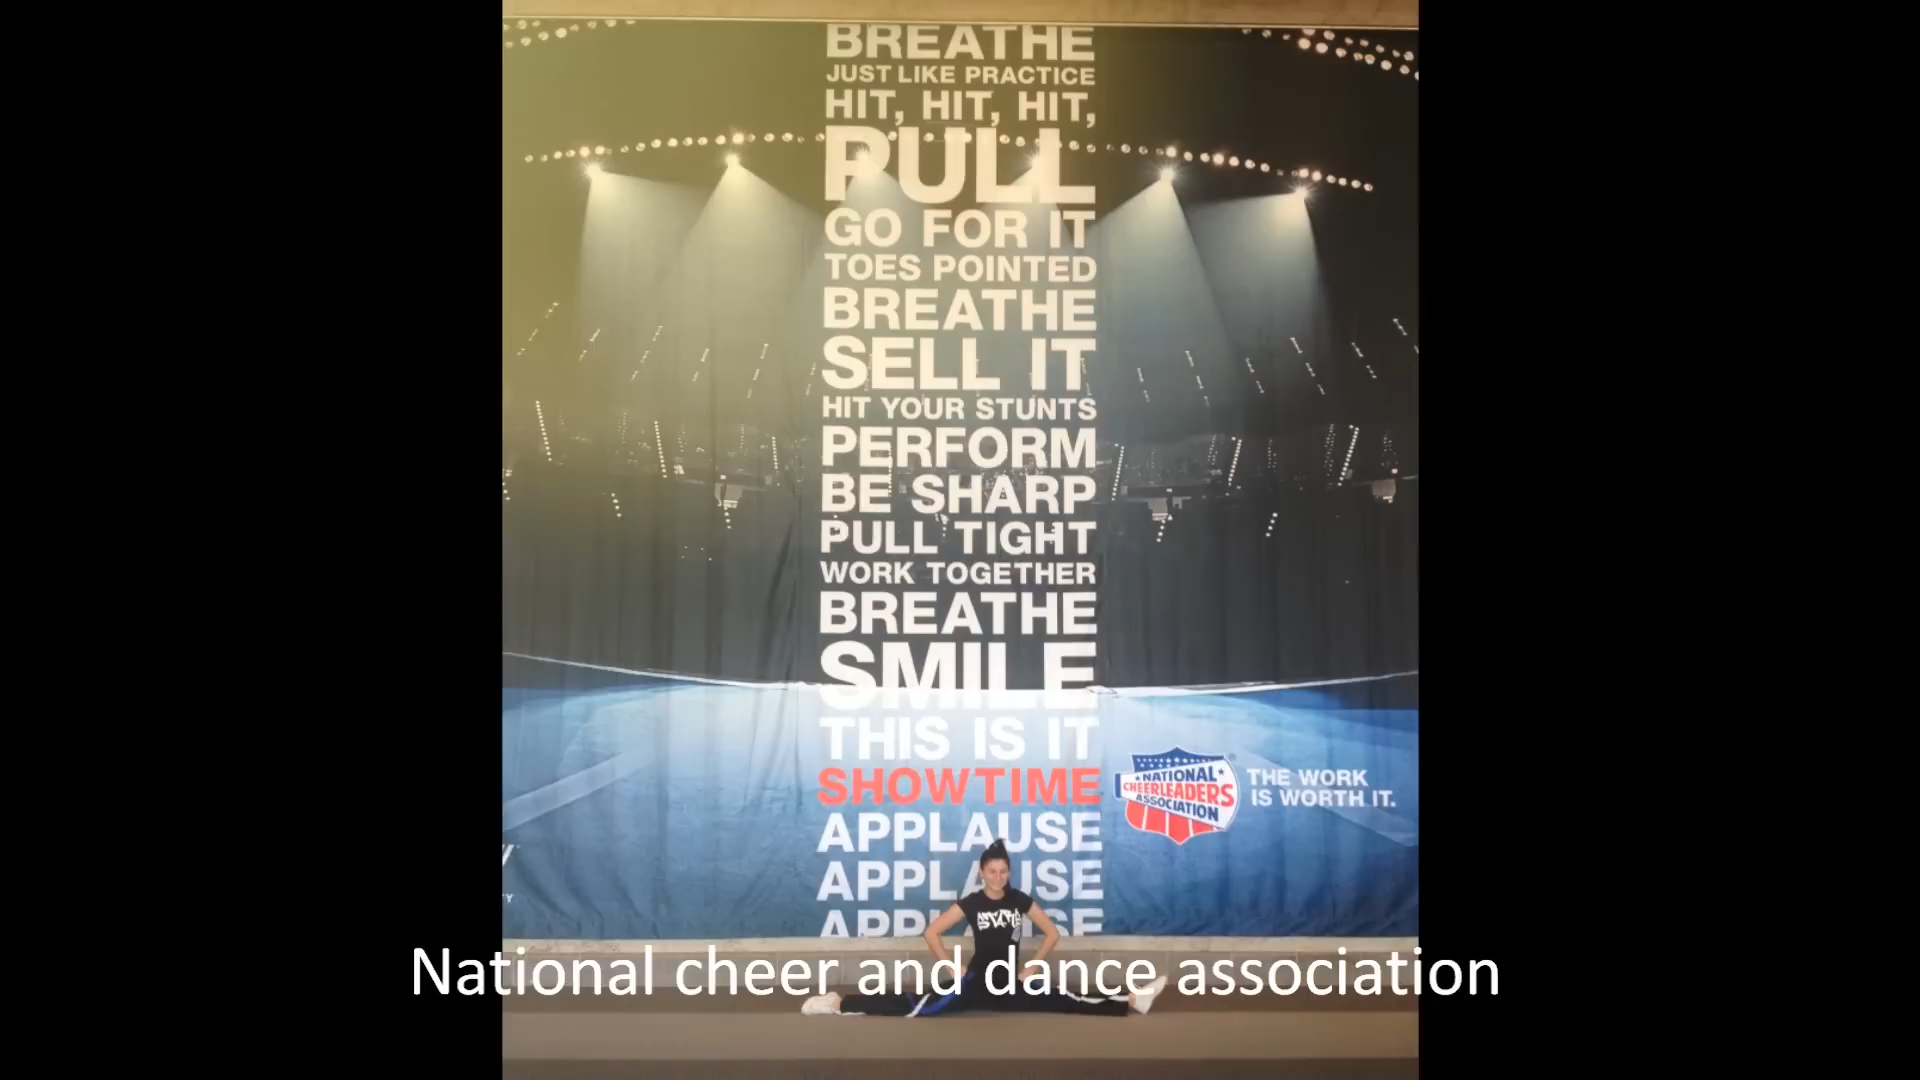 BREATHE
JUST LIKE PRACTICE
HIT, HIT, HIT,
PULL
GO FOR IT
TOES POINTED
BREATHE
SELL IT
HIT YOUR STUNTS
PERFORM
BE SHARP
PULL TIGHT
WORK TOGETHER
BREATHE
SMILE
THIS IS IT
SHOWTIME
NATIONAL
CHEERLEADERS
ASSOCIATION
THE WORK
IS WORTH IT.
APPLAUSE
APPLAUSE
APPLAUSE
National cheer and dance association